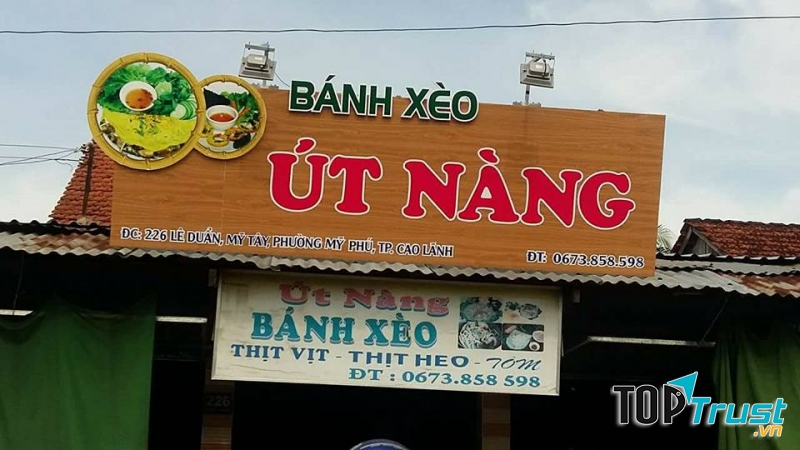 BÁNH XÈO
ÚT NÀNG
ĐC: 226 LÊ DUẨN, MỸ TÂY, PHƯỜNG MỸ PHÚ, TP. CAO LÃNH
ĐT: 0673.858.598
Út Nàng
BÁNH XÈO
THỊT VỊT - THỊT HEO - TÔM
ĐT : 0673.858 598
226
TOPTrust.vn